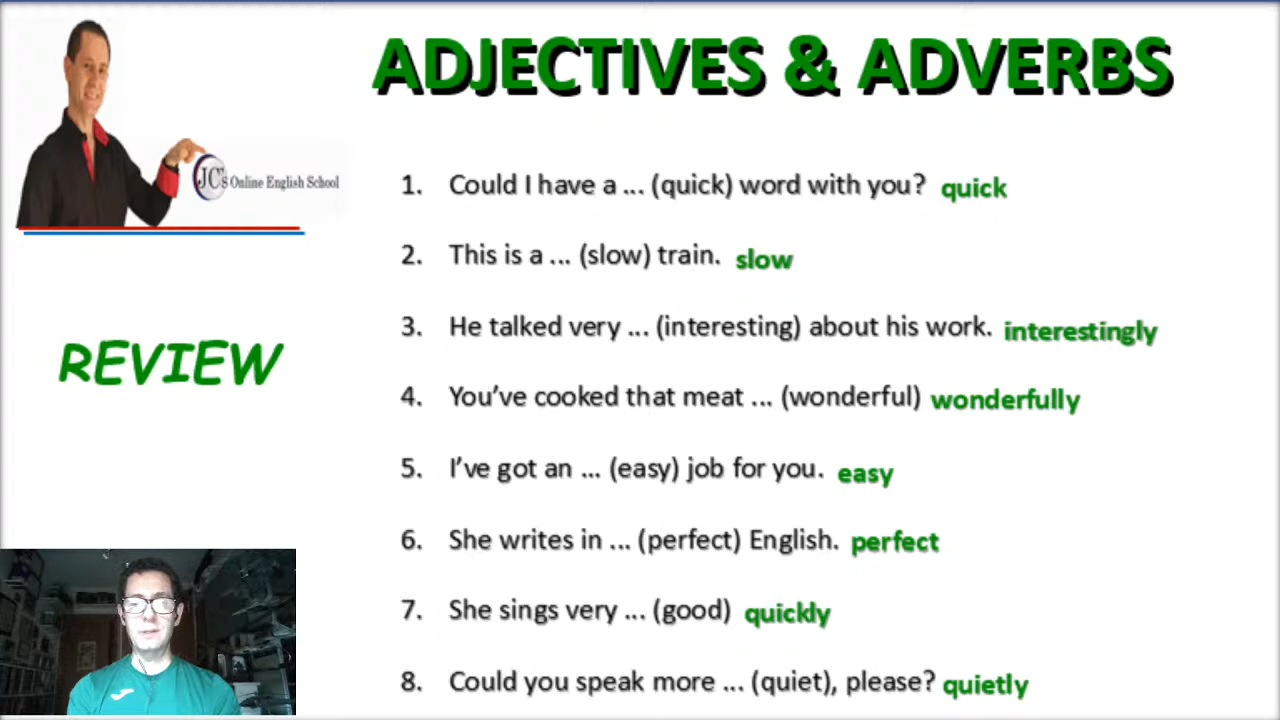 ADJECTIVES & ADVERBS
JC's Online English School
1. Could I have a ... (quick) word with you? quick
2. This is a ... (slow) train. slow
3. He talked very ... (interesting) about his work. interestingly
REVIEW
4. You've cooked that meat ... (wonderful) wonderfully
5. I've got an ... (easy) job for you. easy
6. She writes in ... (perfect) English. perfect
7. She sings very ... (good) quickly
8. Could you speak more ... (quiet), please? quietly